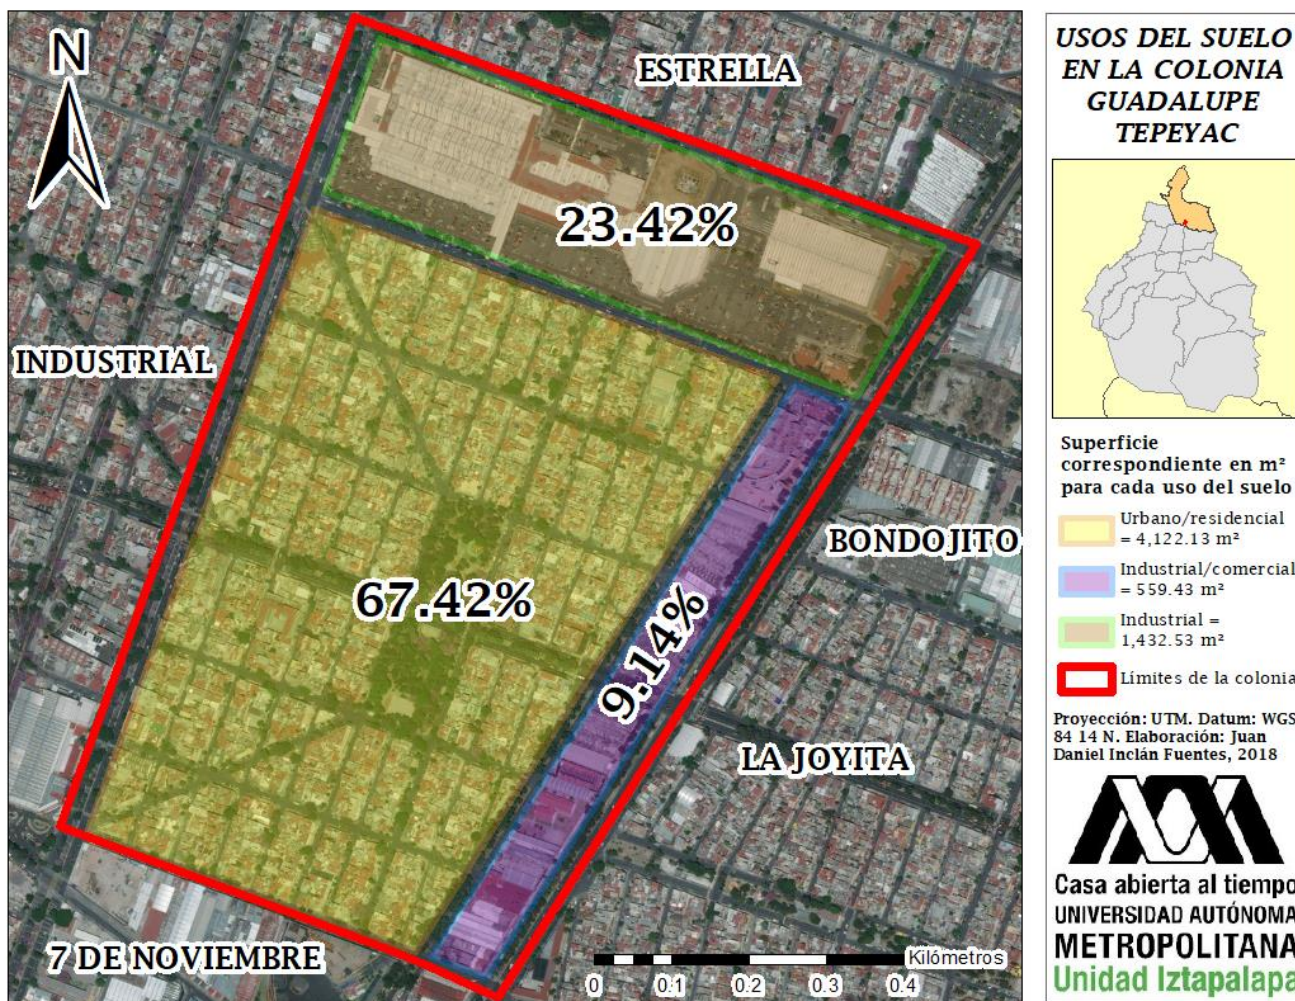 N
ESTRELLA
23.42%
INDUSTRIAL
BONDOJITO
67.42%
9.14%
LA JOYITA
7 DE NOVIEMBRE
Kilómetros
0 0.1 0.2 0.3 0.4
USOS DEL SUELO
EN LA COLONIA
GUADALUPE
TEPEYAC
Superficie
correspondiente en m²
para cada uso del suelo
Urbano/residencial
= 4,122.13 m²
Industrial/comercial
= 559.43 m²
Industrial =
1,432.53 m²
Límites de la colonia
Proyección: UTM. Datum: WGS
84 14 N. Elaboración: Juan
Daniel Inclán Fuentes, 2018
Casa abierta al tiempo
UNIVERSIDAD AUTÓNOMA
METROPOLITANA
Unidad Iztapalapa